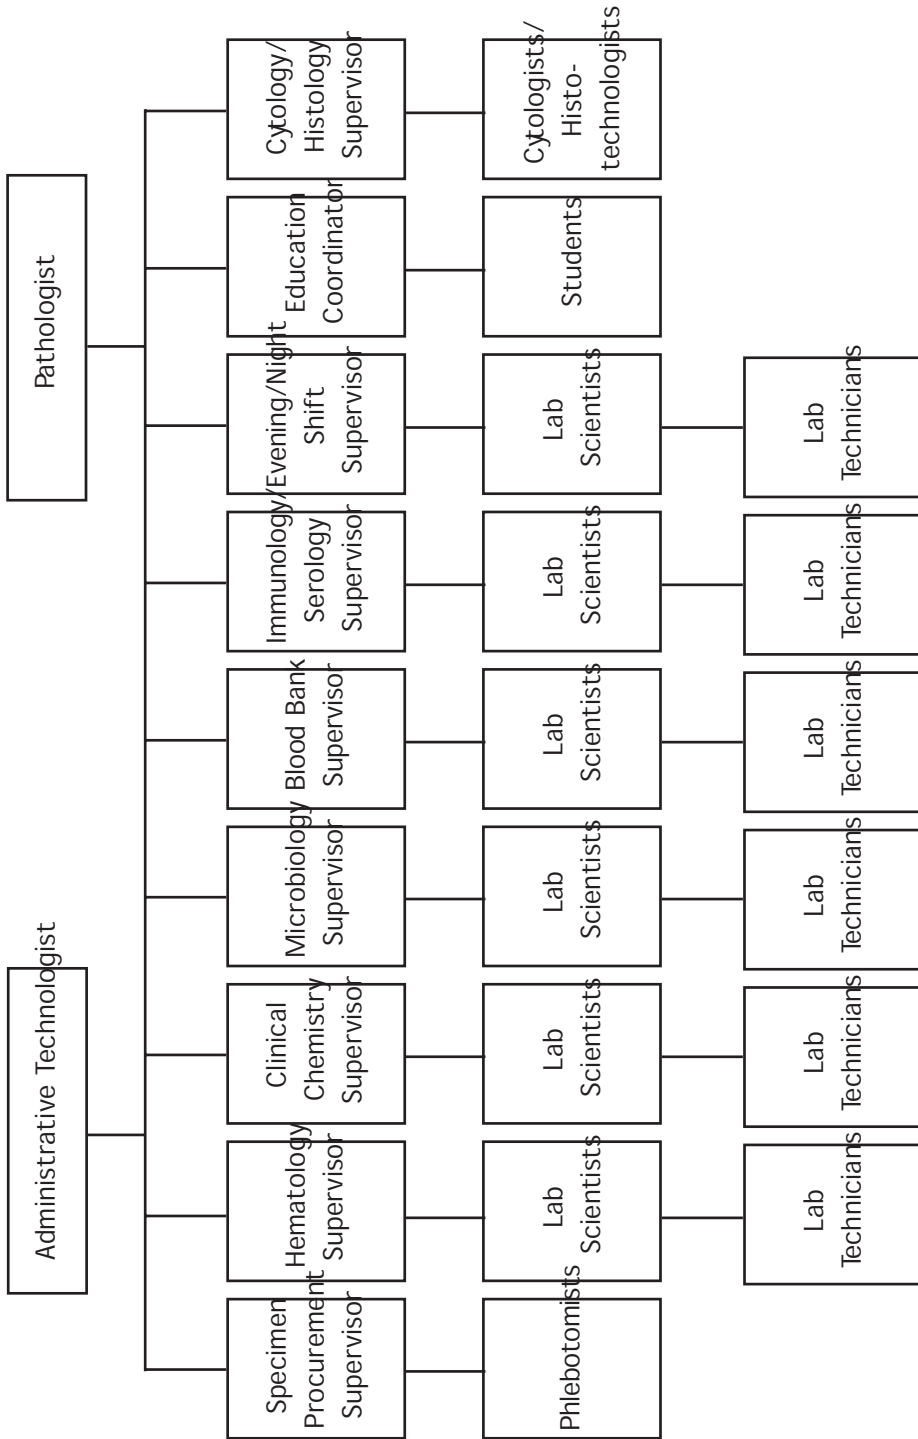 Administrative Technologist
Pathologist
Specimen
Procurement
Supervisor
Hematology
Supervisor
Clinical
Chemistry
Supervisor
Microbiology
Supervisor
Blood Bank
Supervisor
Immunology/
Serology
Supervisor
Evening/Night
Shift
Supervisor
Education
Coordinator
Cytology/
Histology
Supervisor
Phlebotomists
Lab
Scientists
Lab
Scientists
Lab
Scientists
Lab
Scientists
Lab
Scientists
Lab
Scientists
Students
Cytologists/
Histo-
technologists
Lab
Technicians
Lab
Technicians
Lab
Technicians
Lab
Technicians
Lab
Technicians
Lab
Technicians